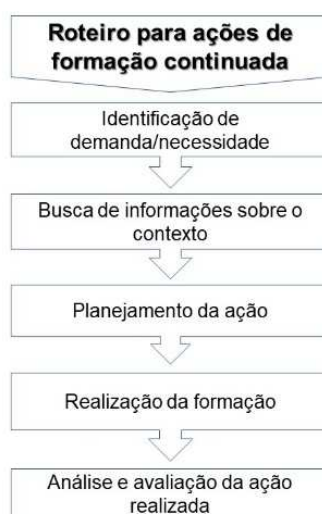 Roteiro para ações de
formação continuada
Identificação de
demanda/necessidade
Busca de informações sobre o
contexto
Planejamento da ação
Realização da formação
Análise e avaliação da ação
realizada